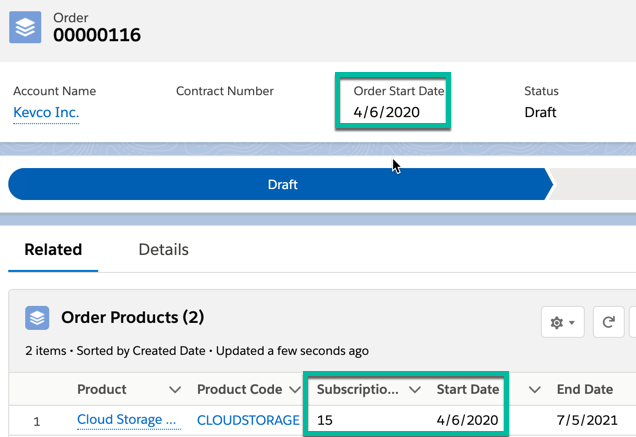 Order
00000116
Account Name Contract Number Order Start Date Status
Kevco Inc. 4/6/2020 Draft
Draft
Related Details
Order Products (2)
2 items • Sorted by Created Date • Updated a few seconds ago
Product Product Code Subscriptio... Start Date End Date
1 Cloud Storage ... CLOUDSTORAGE 15 4/6/2020 7/5/2021